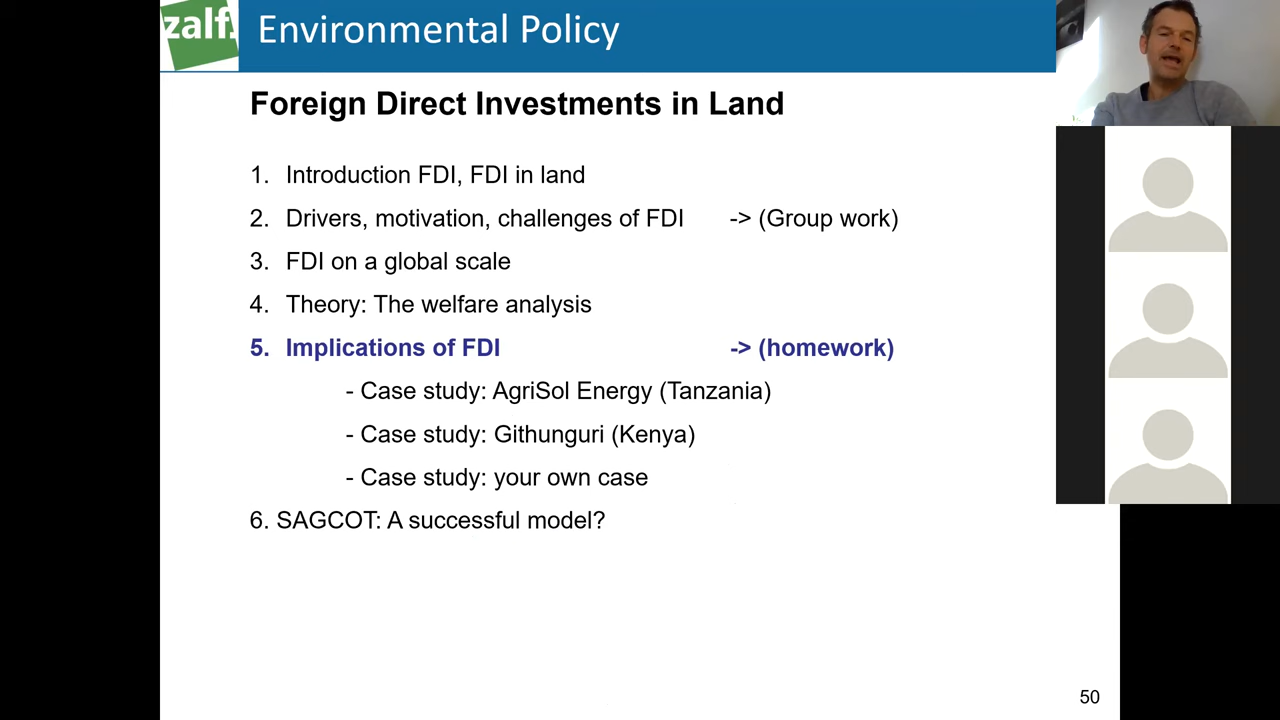 zalf.
Environmental Policy
Foreign Direct Investments in Land
1. Introduction FDI, FDI in land
2. Drivers, motivation, challenges of FDI -> (Group work)
3. FDI on a global scale
4. Theory: The welfare analysis
5. Implications of FDI -> (homework)
- Case study: AgriSol Energy (Tanzania)
- Case study: Githunguri (Kenya)
- Case study: your own case
6. SAGCOT: A successful model?
50